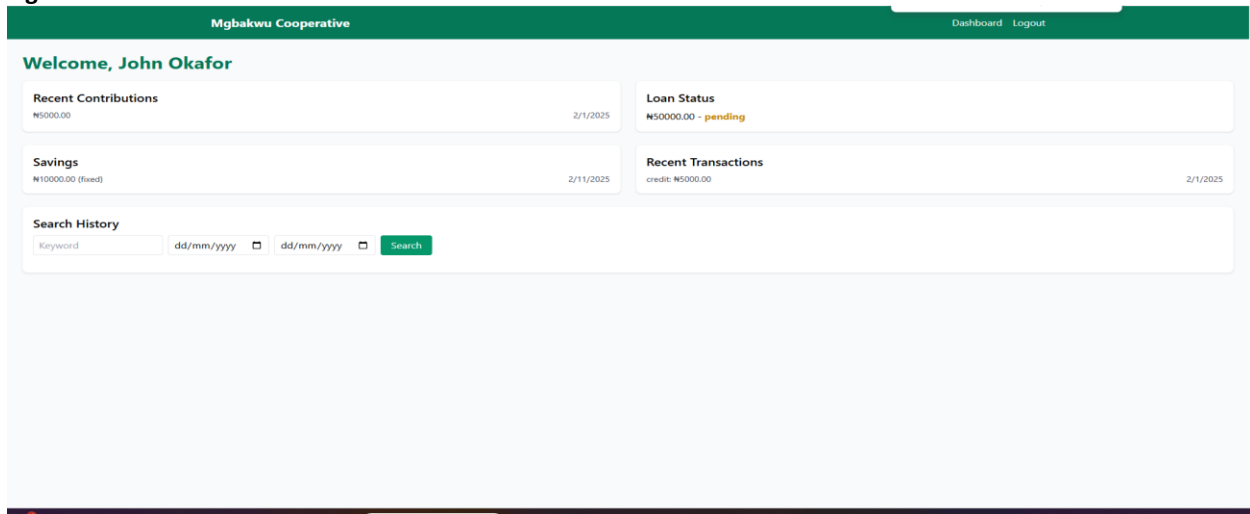 Mgbakwu Cooperative
Dashboard Logout
Welcome, John Okafor
Recent Contributions
₦5000.00 2/1/2025
Loan Status
₦50000.00 - pending
Savings
₦10000.00 (fixed) 2/11/2025
Recent Transactions
credit: ₦5000.00 2/1/2025
Search History
Keyword dd/mm/yyyy dd/mm/yyyy Search